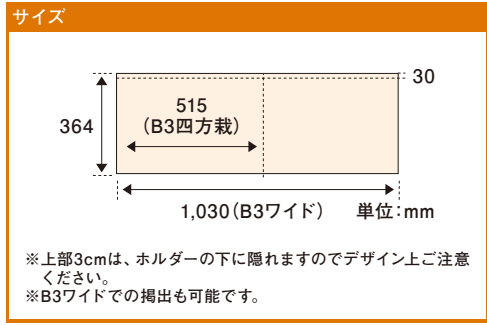 サイズ
30
515
(B3四方栽)
364
1,030(B3ワイド)
単位:mm
※上部3cmは、ホルダーの下に隠れますのでデザイン上ご注意
ください。
※B3ワイドでの掲出も可能です。